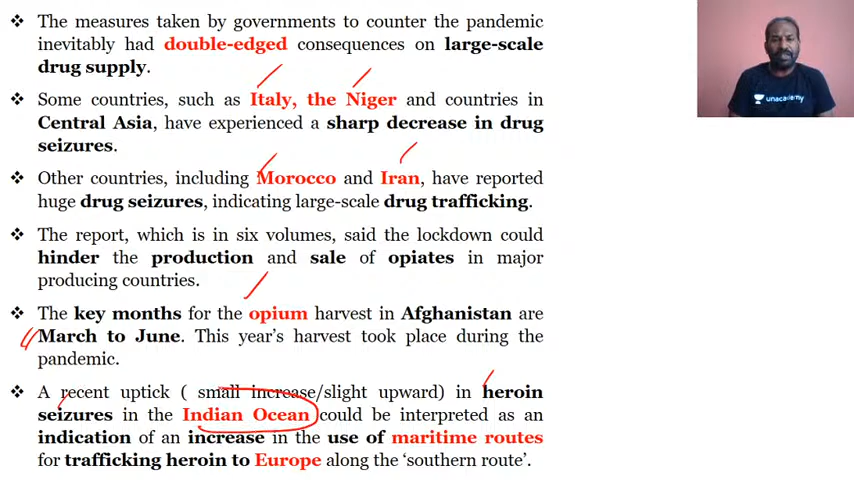 ❖ The measures taken by governments to counter the pandemic
inevitably had double-edged consequences on large-scale
drug supply.
❖ Some countries, such as Italy, the Niger and countries in
Central Asia, have experienced a sharp decrease in drug
seizures.
❖ Other countries, including Morocco and Iran, have reported
huge drug seizures, indicating large-scale drug trafficking.
❖ The report, which is in six volumes, said the lockdown could
hinder the production and sale of opiates in major
producing countries.
❖ The key months for the opium harvest in Afghanistan are
March to June. This year’s harvest took place during the
pandemic.
❖ A recent uptick ( small increase/slight upward) in heroin
seizures in the Indian Ocean could be interpreted as an
indication of an increase in the use of maritime routes
for trafficking heroin to Europe along the ‘southern route’.
unacademy